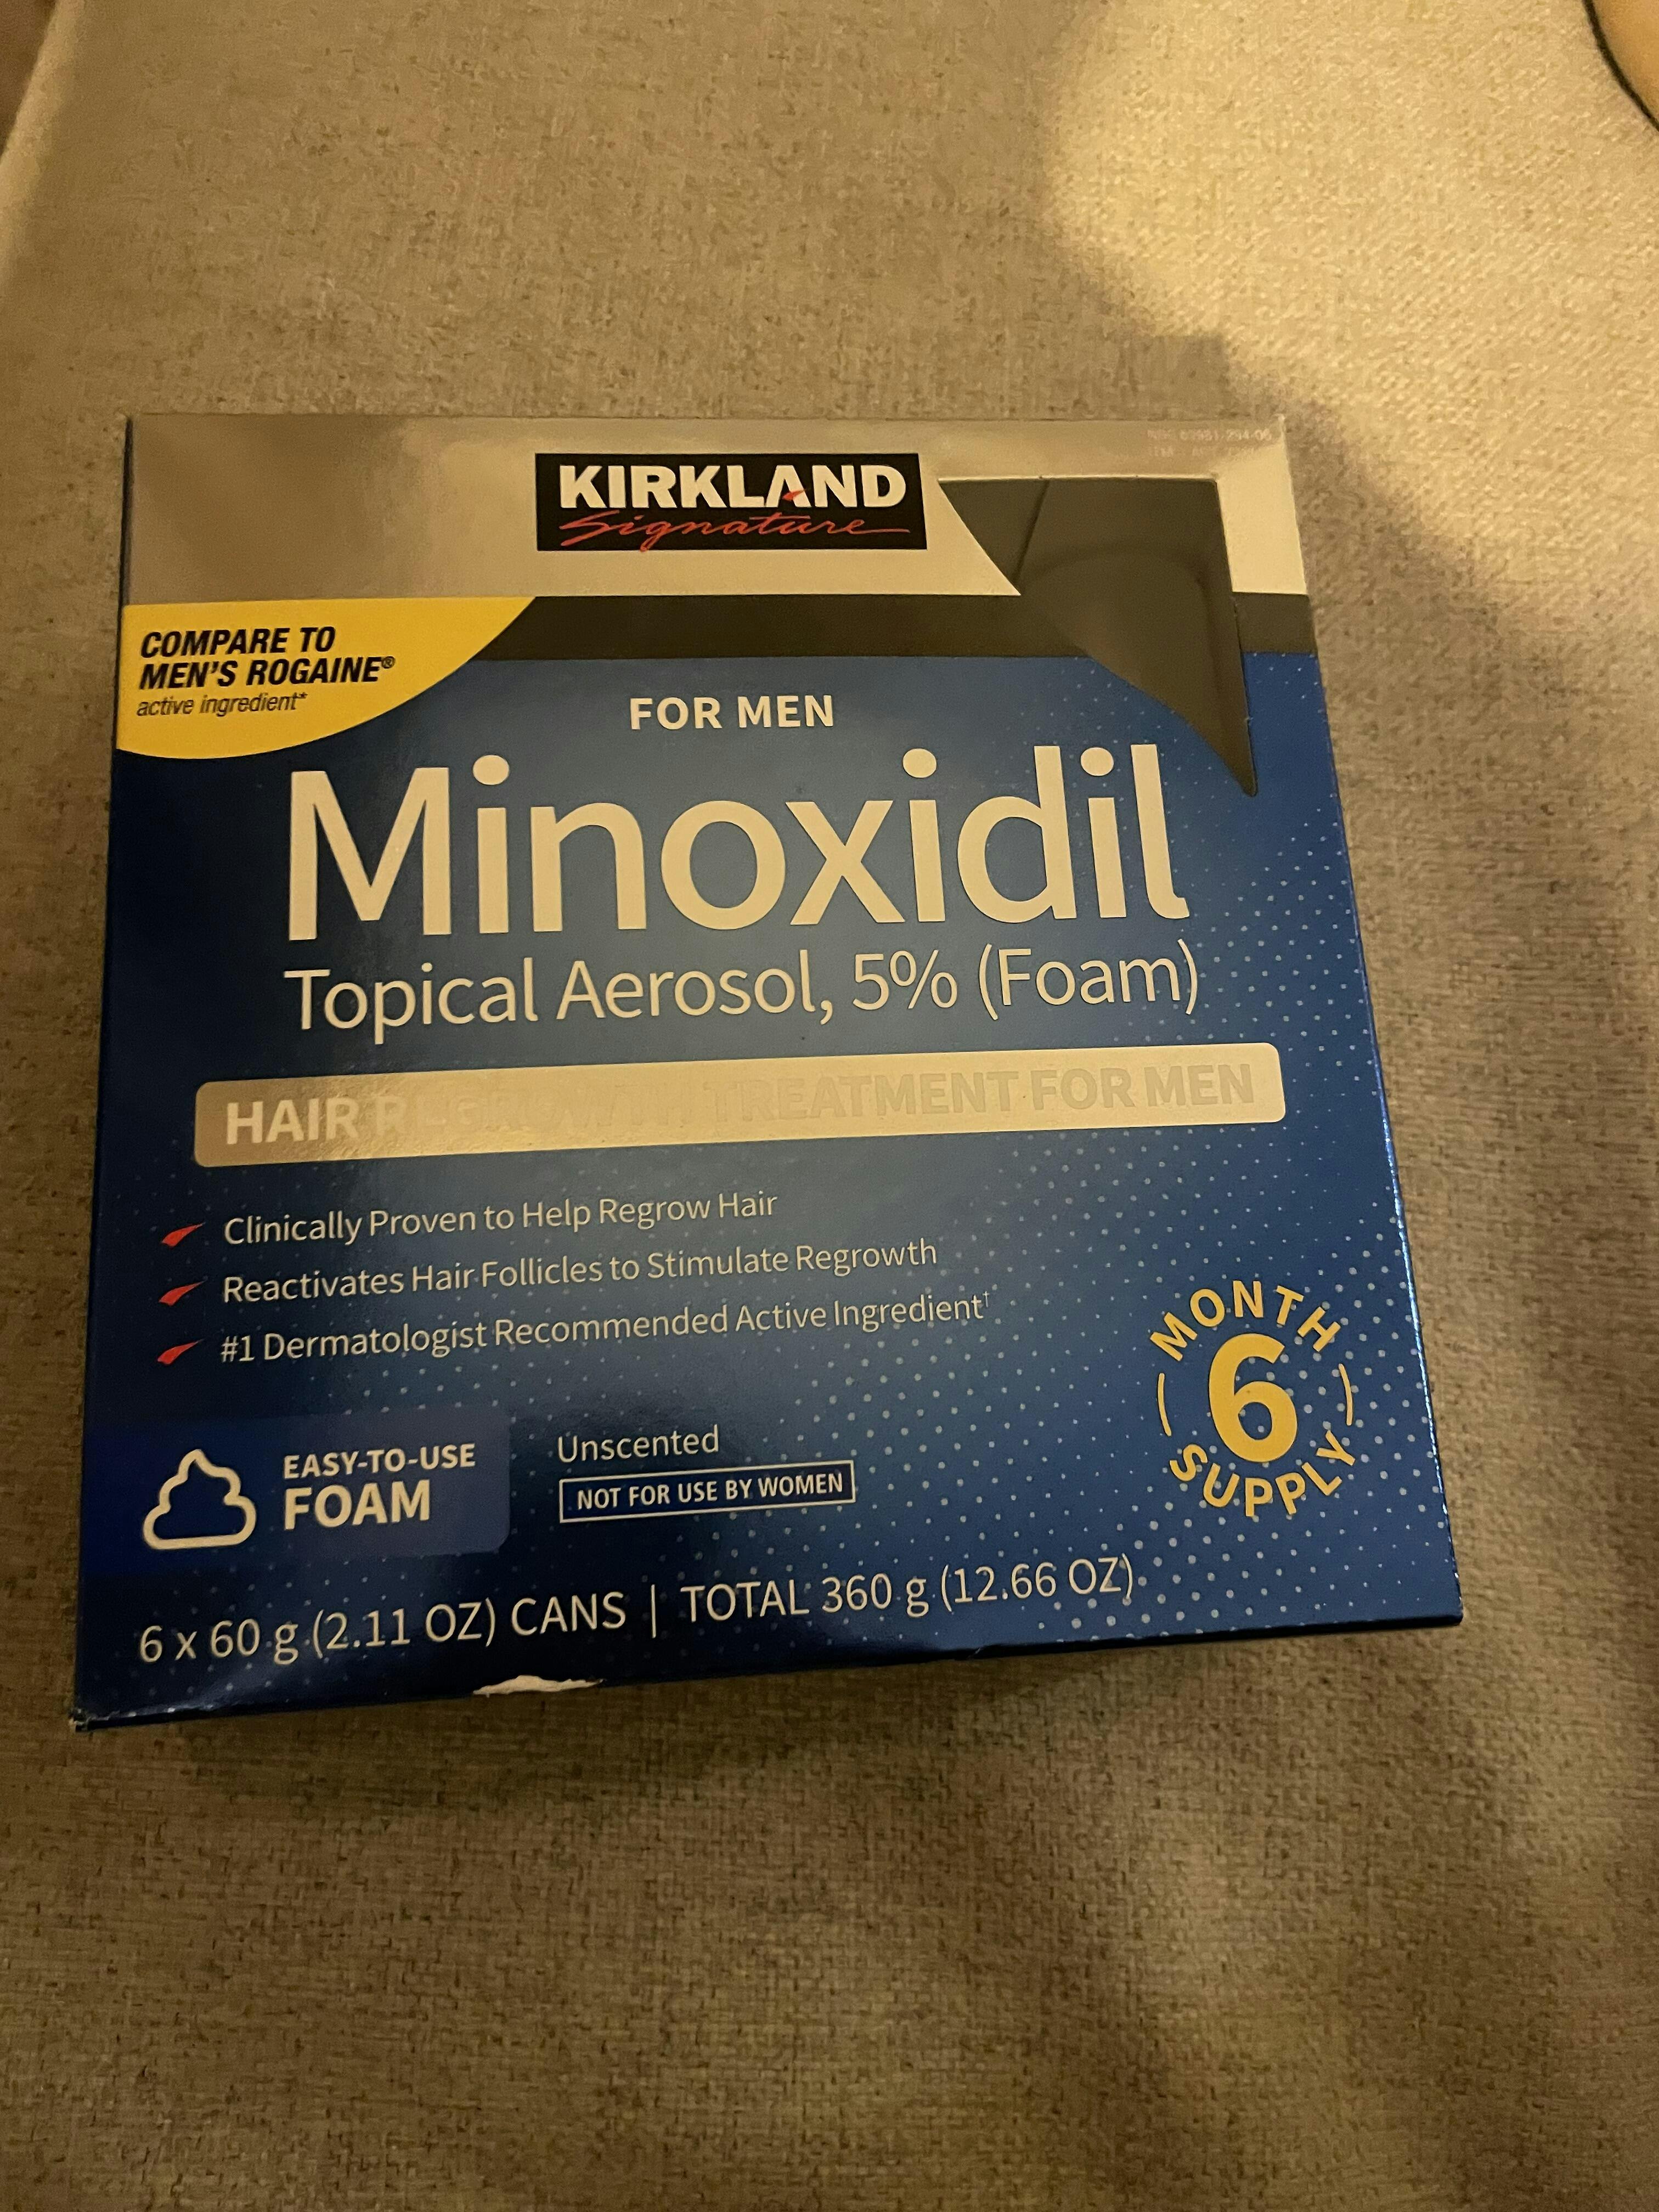 KIRKLAND
Signature
COMPARE TO
MEN'S ROGAINE®
active ingredient*
FOR MEN
Minoxidil
Topical Aerosol, 5% (Foam)
HAIR REGROWTH TREATMENT FOR MEN
Clinically Proven to Help Regrow Hair
Reactivates Hair Follicles to Stimulate Regrowth
#1 Dermatologist Recommended Active Ingredient†
MONTH
6
SUPPLY
EASY-TO-USE
FOAM
Unscented
NOT FOR USE BY WOMEN
6 x 60 g (2.11 OZ) CANS | TOTAL 360 g (12.66 OZ)